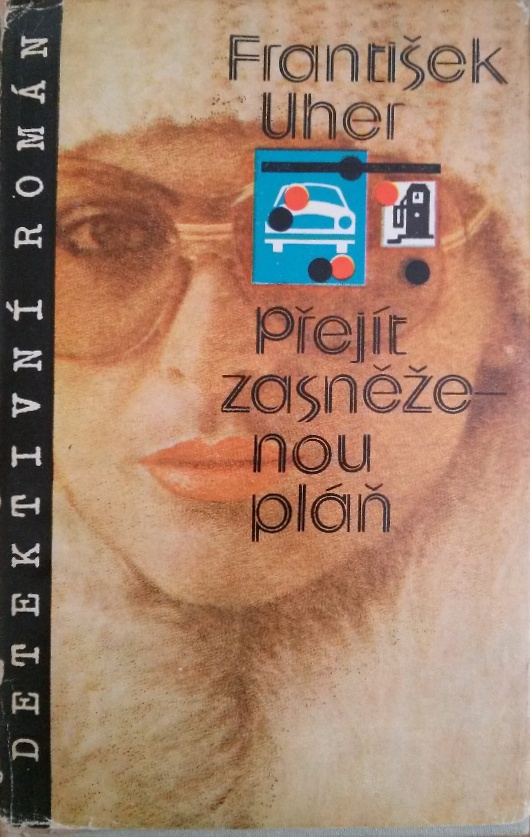 DETEKTIVNÍ ROMÁN
František
Uher
Přejít
zasněže-
nou
pláň